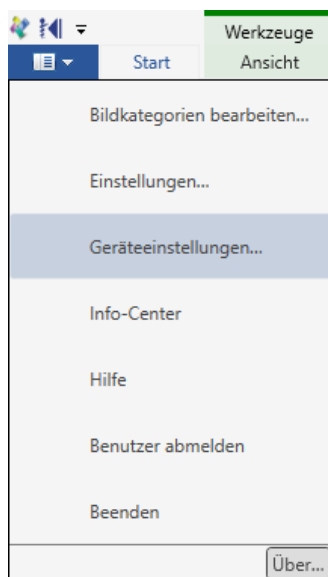 Werkzeuge
Start
Ansicht
Bildkategorien bearbeiten...
Einstellungen...
Geräteeinstellungen...
Info-Center
Hilfe
Benutzer abmelden
Beenden
Über...